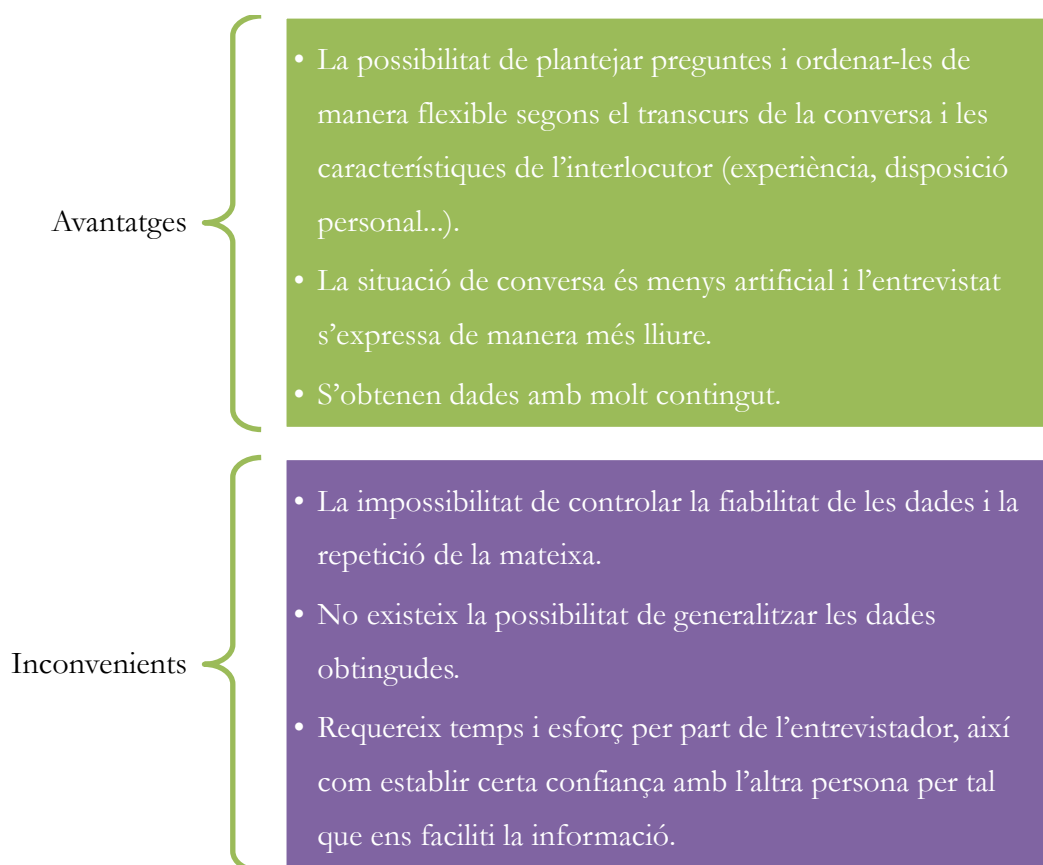 Avantatges
• La possibilitat de plantejar preguntes i ordenar-les de
manera flexible segons el transcurs de la conversa i les
característiques de l’interlocutor (experiència, disposició
personal...).
• La situació de conversa és menys artificial i l’entrevistat
s’expressa de manera més lliure.
• S’obtenen dades amb molt contingut.
Inconvenients
• La impossibilitat de controlar la fiabilitat de les dades i la
repetició de la mateixa.
• No existeix la possibilitat de generalitzar les dades
obtingudes.
• Requereix temps i esforç per part de l’entrevistador, així
com establir certa confiança amb l’altra persona per tal
que ens faciliti la informació.